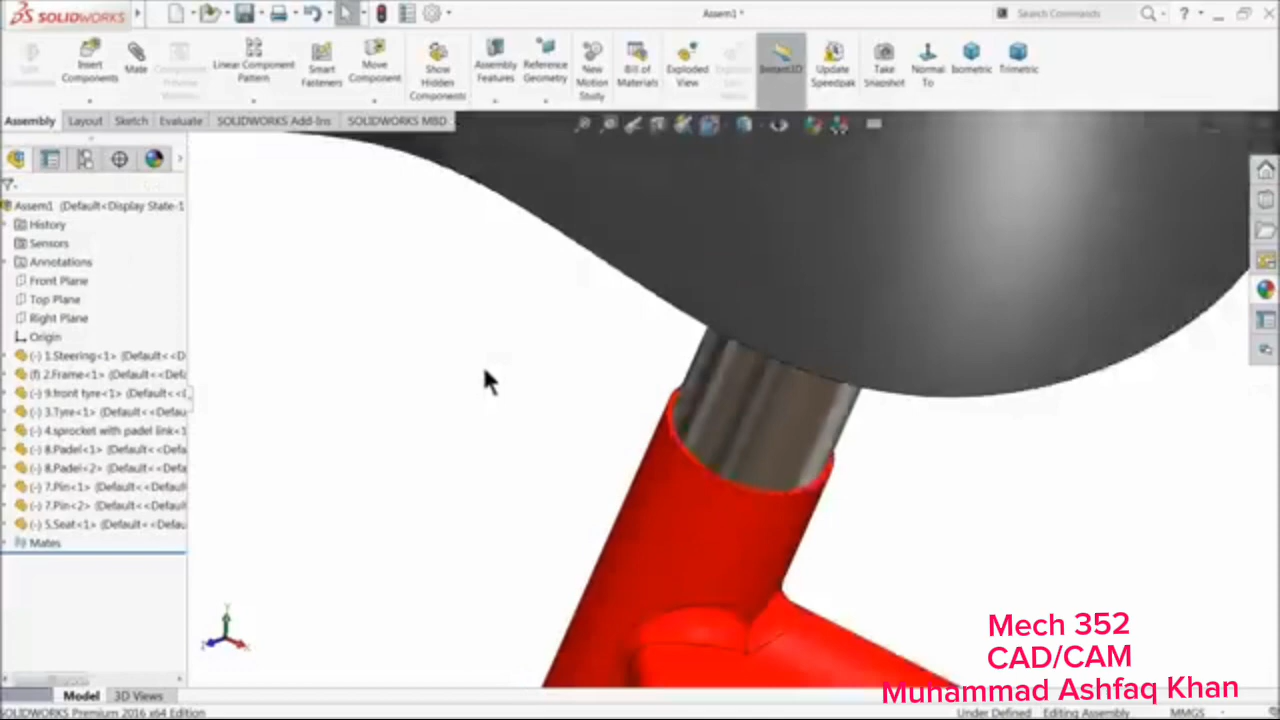 SOLIDWORKS
Assem1 *
Search Commands
Insert Components
Mate
Linear Component Pattern
Smart Fasteners
Move Component
Show Hidden Components
Assembly Features
Reference Geometry
New Motion Study
Bill of Materials
Exploded View
Instant3D
Update Speedpak
Take Snapshot
Normal To
Isometric
Trimetric
Assembly Layout Sketch Evaluate SOLIDWORKS Add-Ins SOLIDWORKS MBD
Assem1 (Default<Display State-1
History
Sensors
Annotations
Front Plane
Top Plane
Right Plane
Origin
(-) 1.Steering<1> (Default<<D
(f) 2.Frame<1> (Default<<Defa
(-) 9.front tyre<1> (Default<<D
(-) 3.Tyre<1> (Default<<Defau
(-) 4.sprocket with padel link<1
(-) 8.Padel<1> (Default<<Defa
(-) 8.Padel<2> (Default<<Defa
(-) 7.Pin<1> (Default<<Default
(-) 7.Pin<2> (Default<<Default
(-) 5.Seat<1> (Default<<Defau
Mates
Model 3D Views
SOLIDWORKS Premium 2016 x64 Edition
Under Defined Editing Assembly MMGS
Mech 352
CAD/CAM
Muhammad Ashfaq Khan